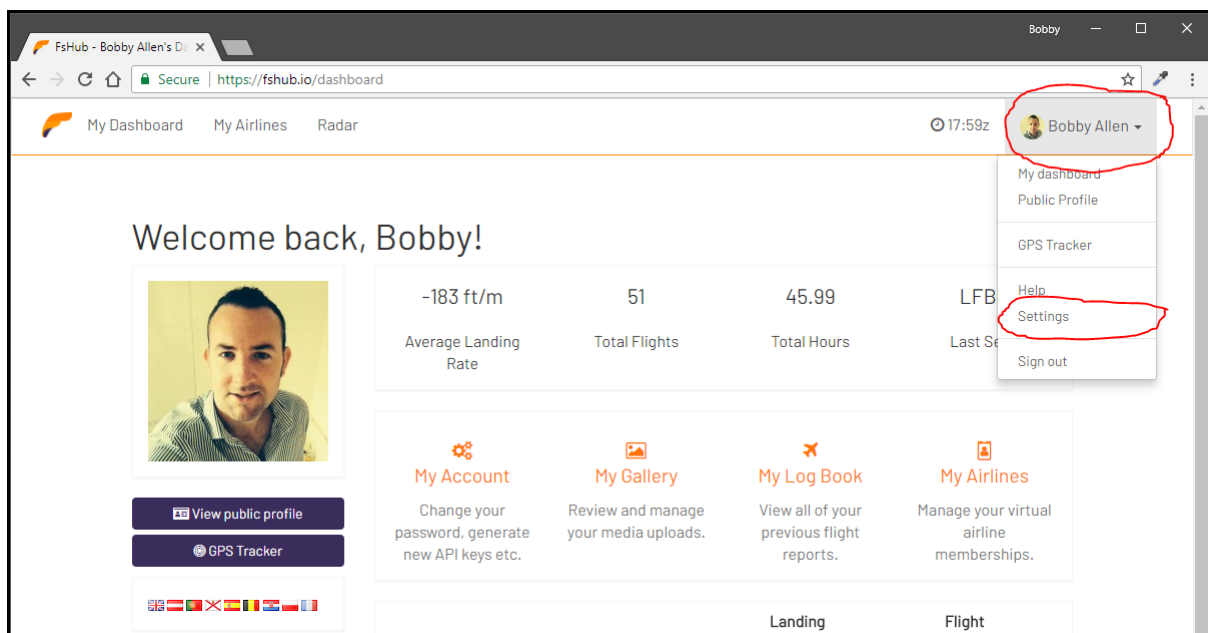 Bobby
FsHub - Bobby Allen's Da
Secure | https://fshub.io/dashboard
My Dashboard My Airlines Radar 17:59z Bobby Allen
My dashboard
Public Profile
GPS Tracker
Help
Settings
Sign out
Welcome back, Bobby!
-183 ft/m 51 45.99 LFB
Average Landing Total Flights Total Hours Last Se
Rate
My Account My Gallery My Log Book My Airlines
Change your Review and manage View all of your Manage your virtual
password, generate your media uploads. previous flight airline
new API keys etc. reports. memberships.
View public profile
GPS Tracker
Landing Flight